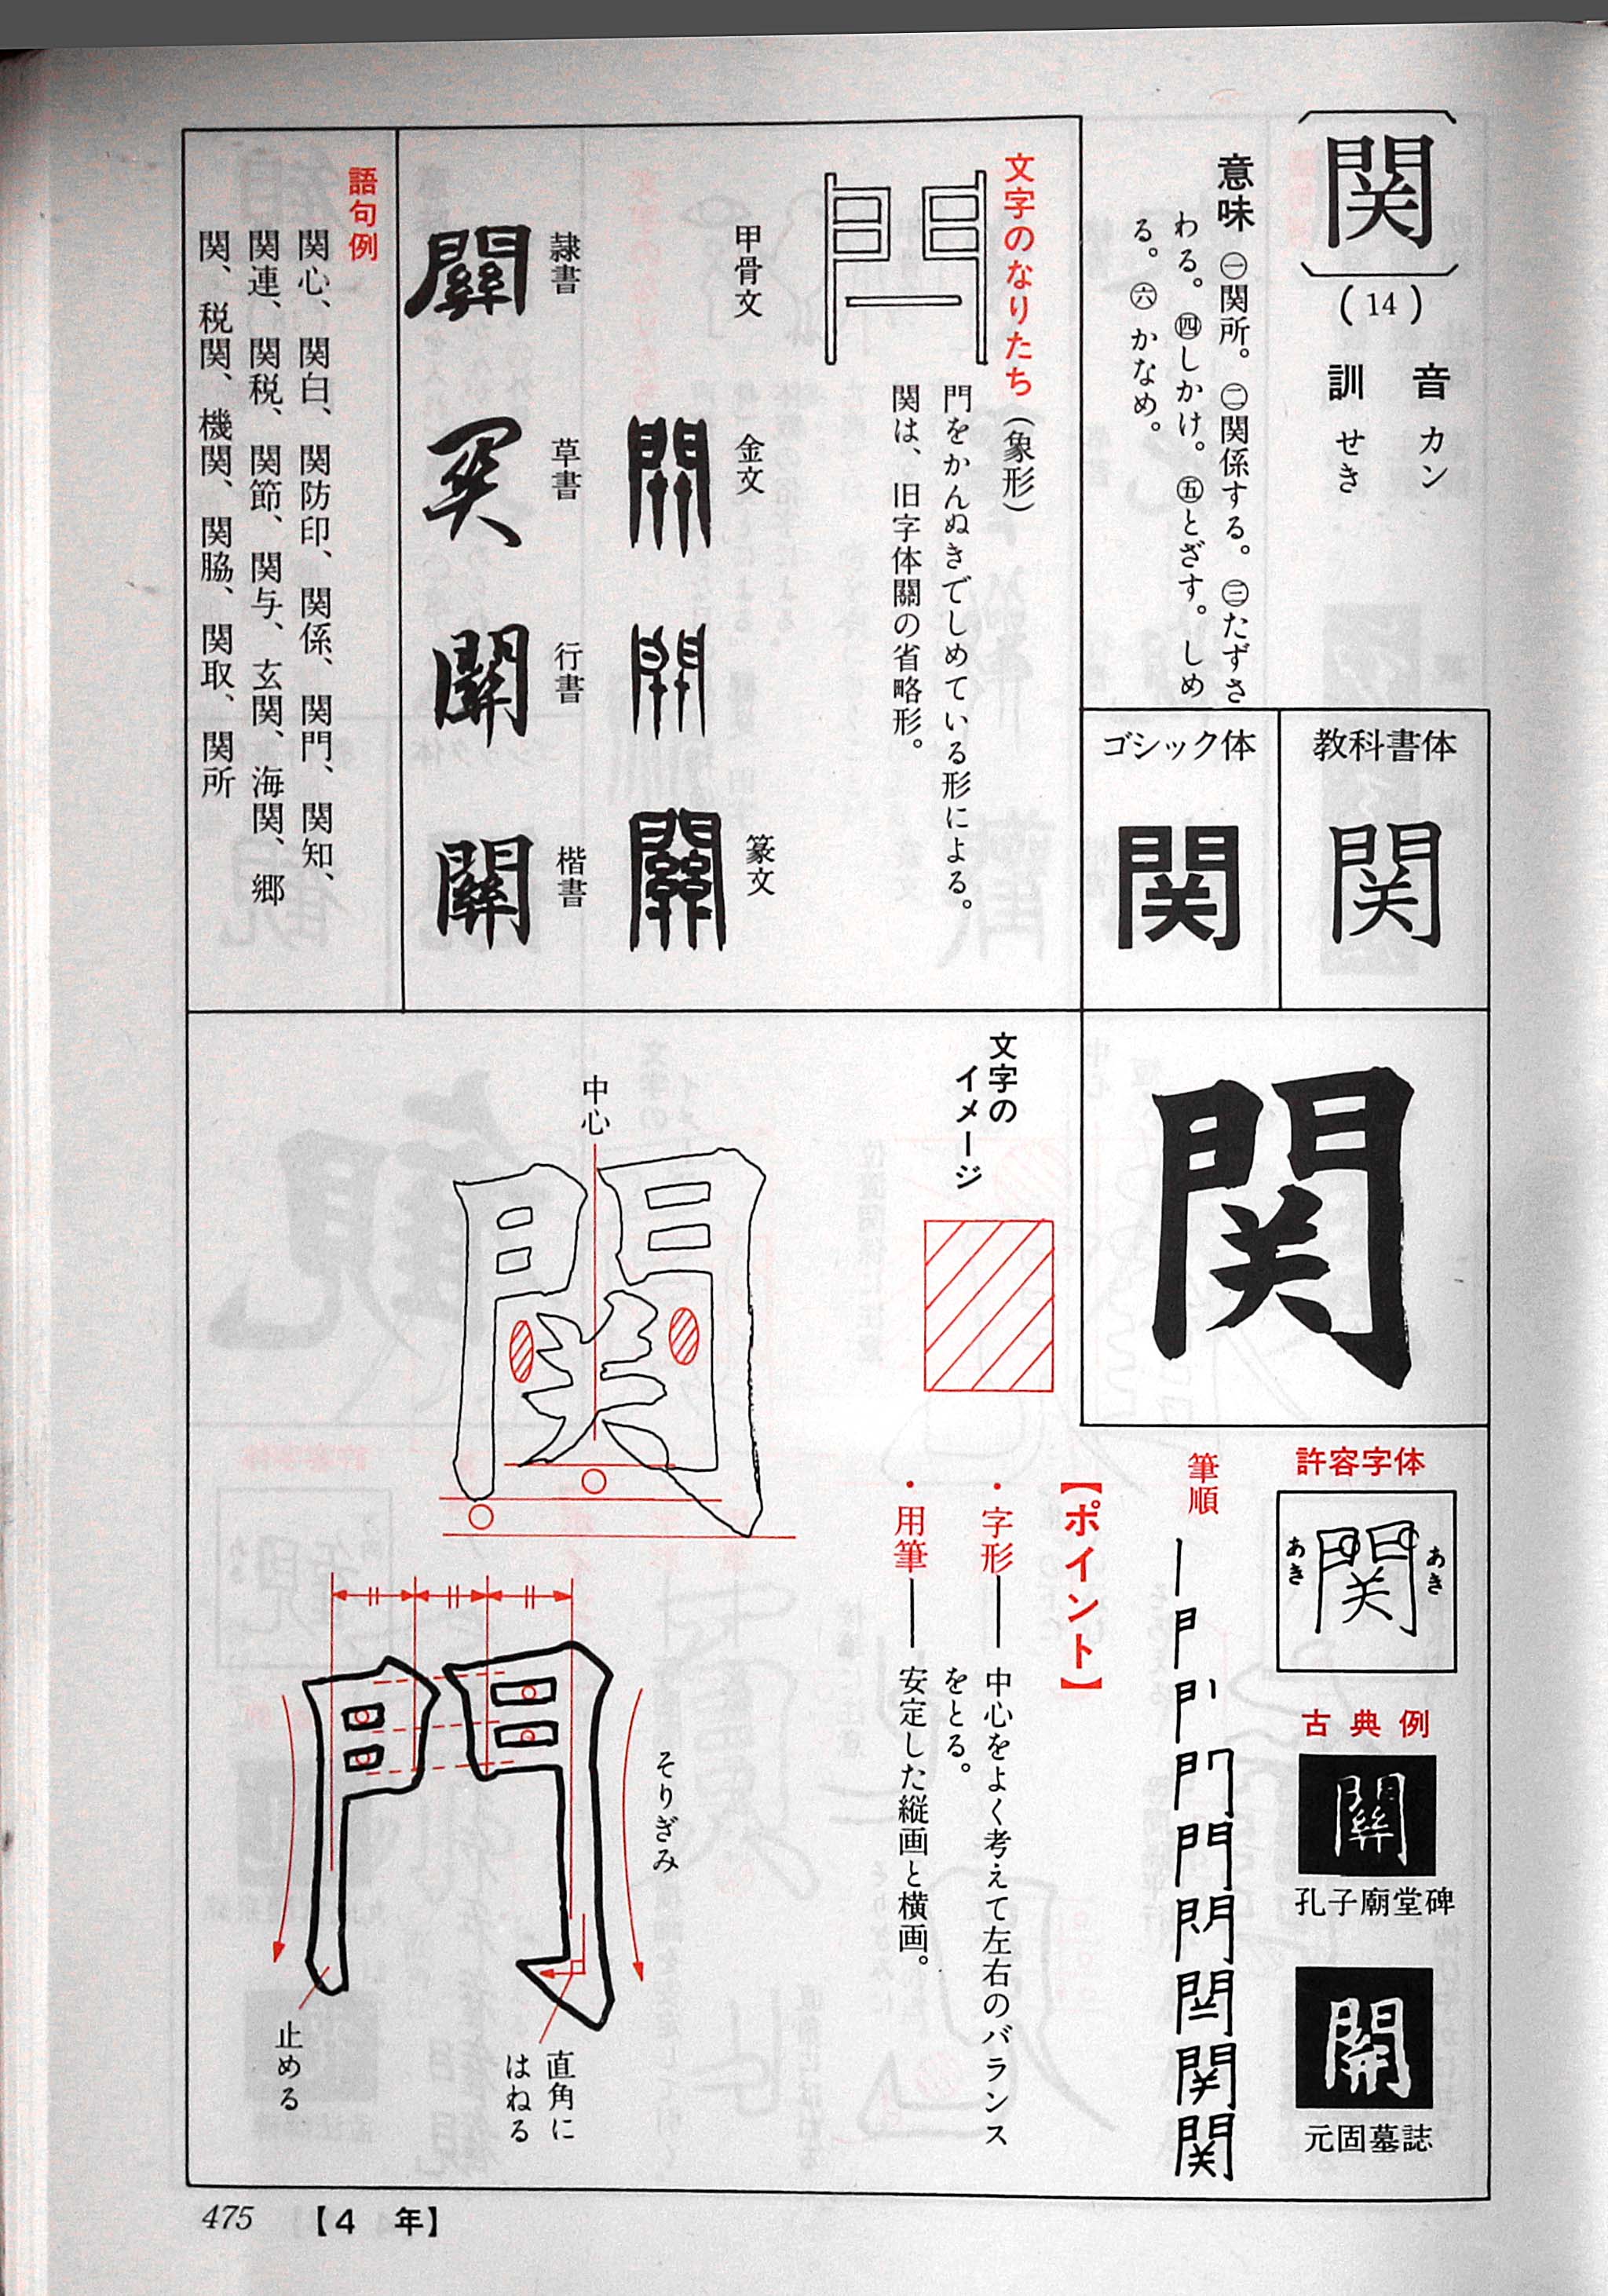 関
(14)
音 カン
訓 せき
意味 ㊀関所。㊁関係する。㊂たずさ
わる。㊃しかけ。㊄とざす。しめ
る。㊅かなめ。
教科書体
関
ゴシック体
関
文字のなりたち(象形)
門をかんぬきでしめている形による。
関は、旧字体關の省略形。
甲骨文
金文
篆文
關
隷書
關
草書
関
行書
關
楷書
關
語句例
関心、関白、関防印、関係、関門、関知、
関連、関税、関節、関与、玄関、海関、郷
関、税関、機関、関脇、関取、関所
関
許容字体
関
あき
あき
古典例
關
孔子廟堂碑
元固墓誌
筆順
関
【ポイント】
・字形―中心をよく考えて左右のバランス
をとる。
・用筆―安定した縦画と横画。
文字の
イメージ
中心
関
そりぎみ
直角に
はねる
止める
475 【4年】